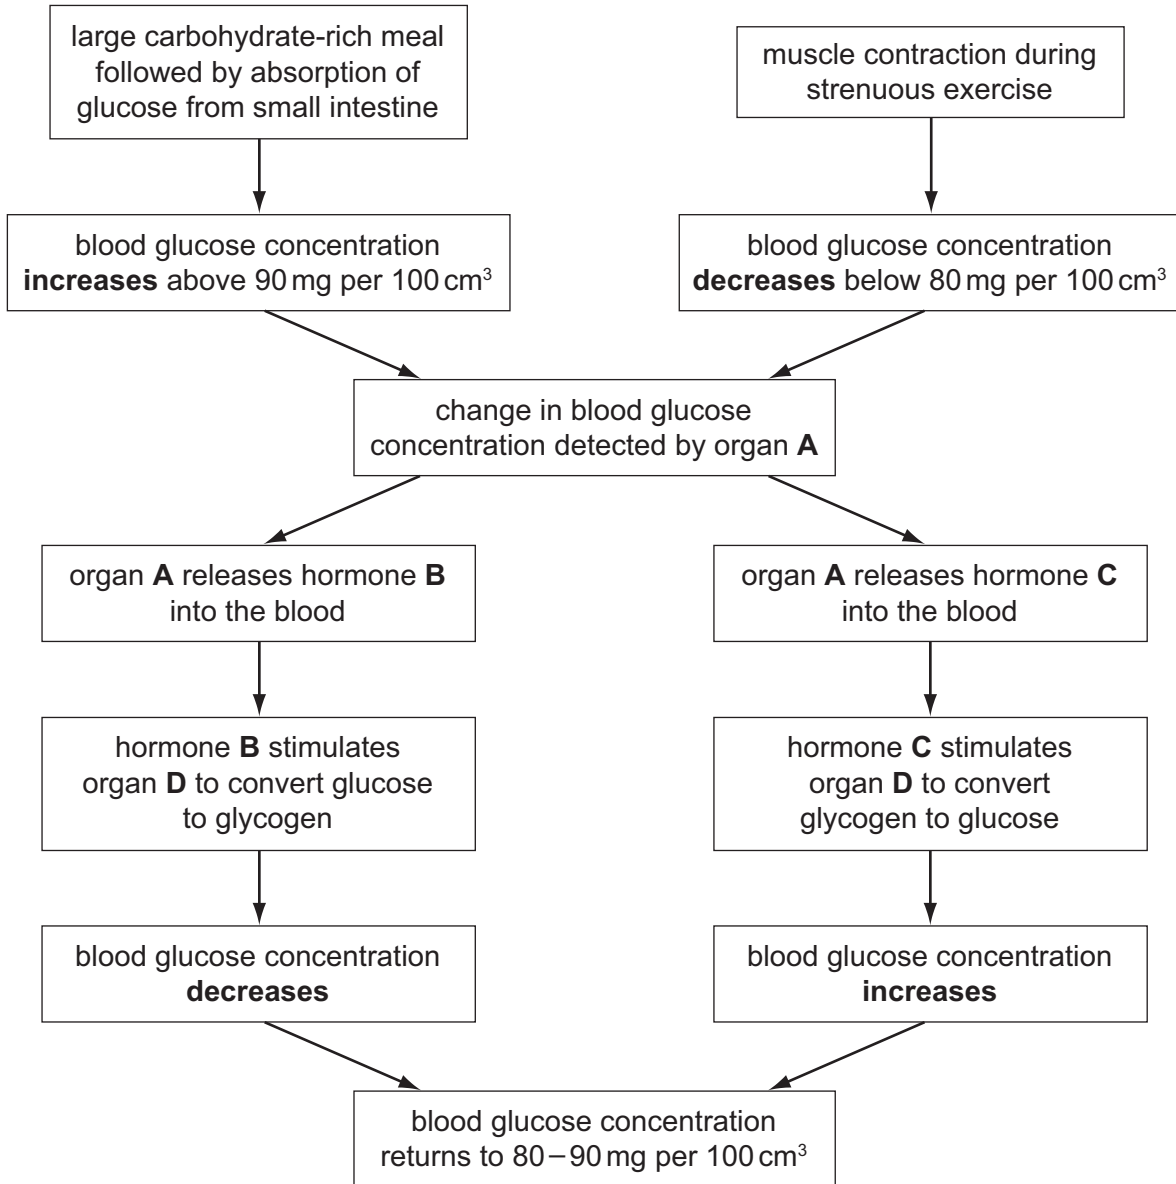 large carbohydrate-rich meal
followed by absorption of
glucose from small intestine
muscle contraction during
strenuous exercise
blood glucose concentration
increases above 90 mg per 100 cm³
blood glucose concentration
decreases below 80 mg per 100 cm³
change in blood glucose
concentration detected by organ A
organ A releases hormone B
into the blood
organ A releases hormone C
into the blood
hormone B stimulates
organ D to convert glucose
to glycogen
hormone C stimulates
organ D to convert
glycogen to glucose
blood glucose concentration
decreases
blood glucose concentration
increases
blood glucose concentration
returns to 80–90 mg per 100 cm³